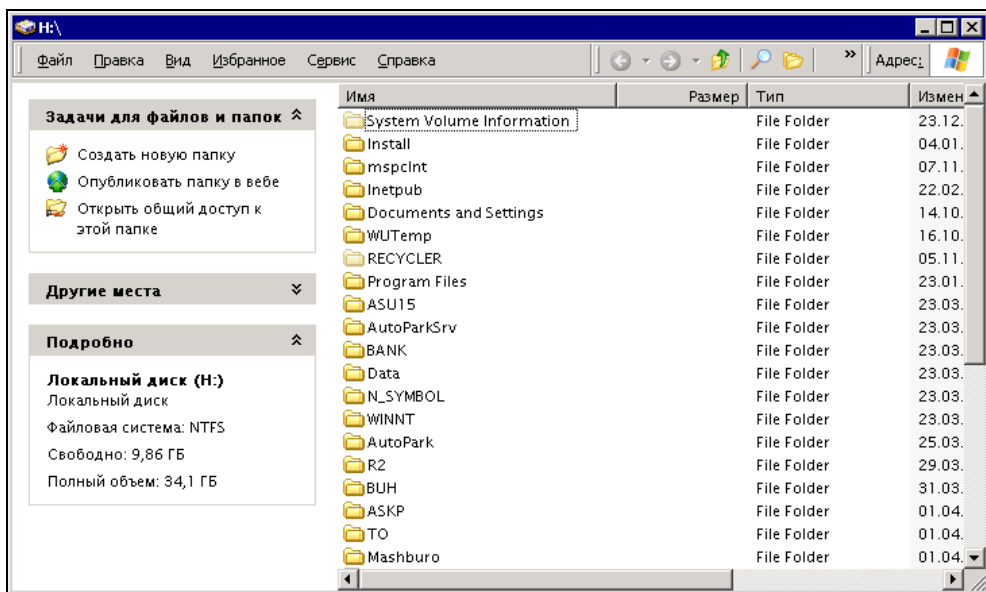 H:\
Файл Правка Вид Избранное Сервис Справка » Адрес:
Задачи для файлов и папок
Создать новую папку
Опубликовать папку в вебе
Открыть общий доступ к
этой папке
Другие места
Подробно
Локальный диск (H:)
Локальный диск
Файловая система: NTFS
Свободно: 9,86 ГБ
Полный объем: 34,1 ГБ
Имя Размер Тип Измен
System Volume Information File Folder 23.12.
Install File Folder 04.01.
mspclnt File Folder 07.11.
Inetpub File Folder 22.02.
Documents and Settings File Folder 14.10.
WUTemp File Folder 16.10.
RECYCLER File Folder 05.11.
Program Files File Folder 23.01.
ASU15 File Folder 23.03.
AutoParkSrv File Folder 23.03.
BANK File Folder 23.03.
Data File Folder 23.03.
N_SYMBOL File Folder 23.03.
WINNT File Folder 23.03.
AutoPark File Folder 25.03.
R2 File Folder 29.03.
BUH File Folder 31.03.
ASKP File Folder 01.04.
TO File Folder 01.04.
Mashburo File Folder 01.04.